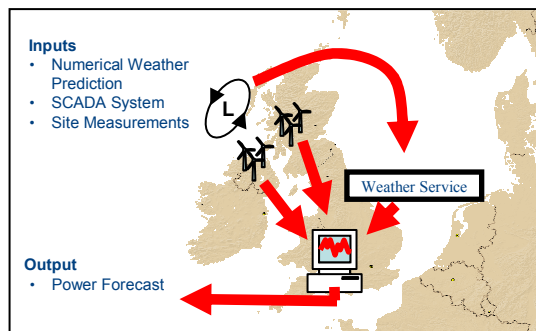 Inputs
• Numerical Weather
Prediction
• SCADA System
• Site Measurements
L
Weather Service
Output
• Power Forecast